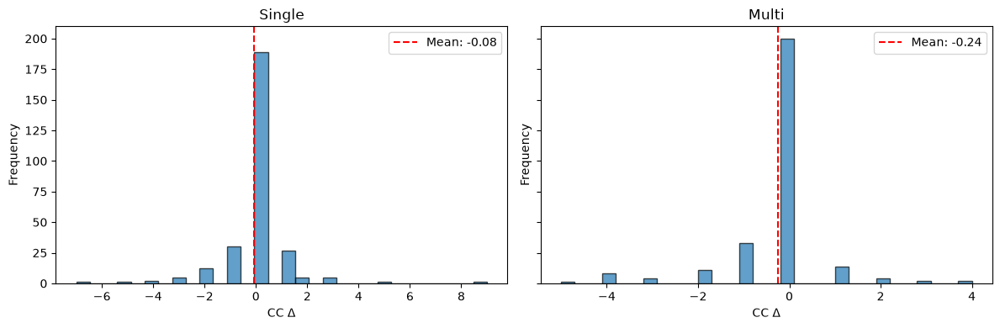 Single
Mean: -0.08
Frequency
200
175
150
125
100
75
50
25
0
−6 −4 −2 0 2 4 6 8
CC Δ
Multi
Mean: -0.24
Frequency
−4 −2 0 2 4
CC Δ